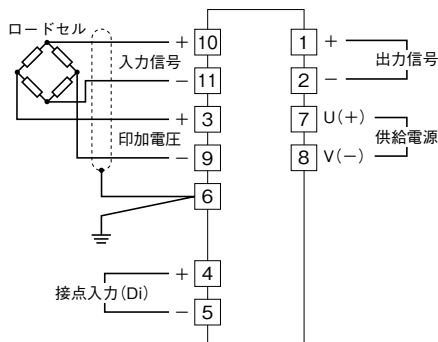 ロードセル
+ 10
入力信号
− 11
+ 3
印加電圧
− 9
6
+ 4
接点入力(Di)
− 5
1 +
出力信号
2 −
7 U(+)
供給電源
8 V(−)